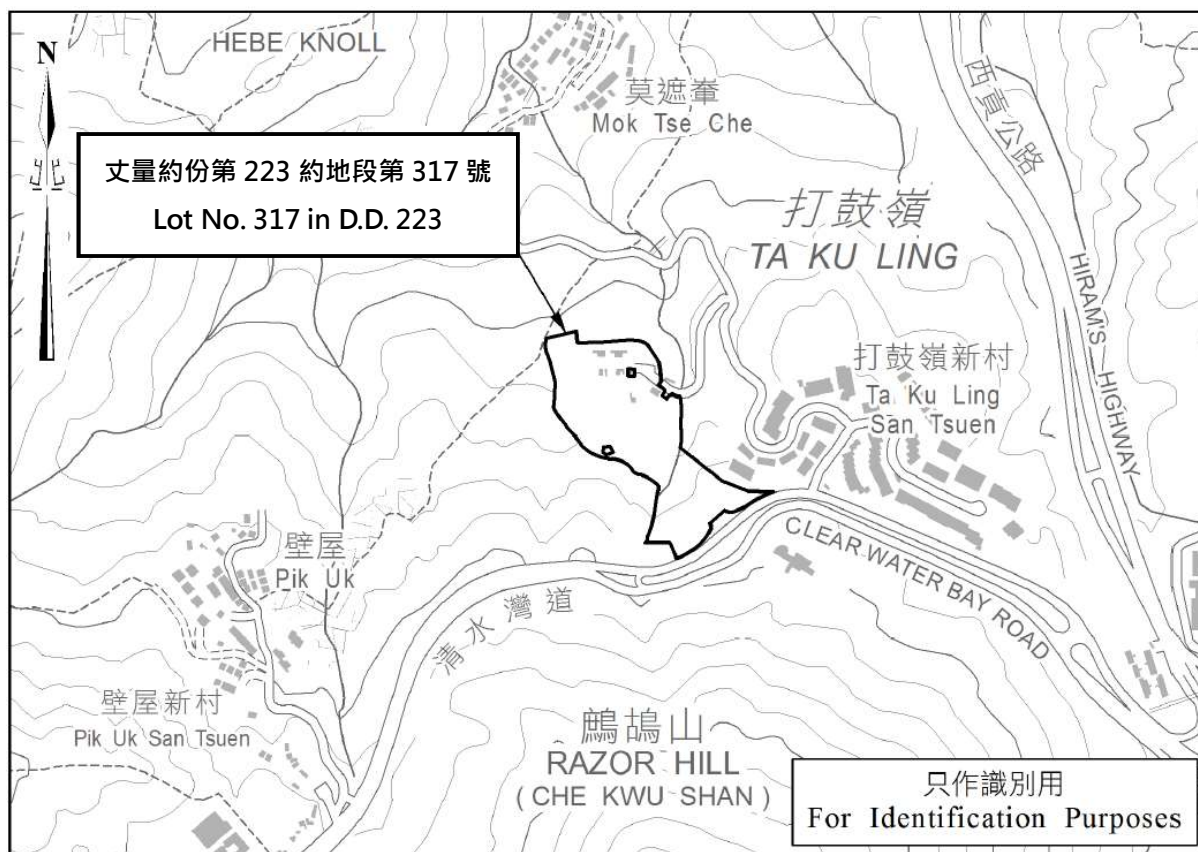 N
HEBE KNOLL
莫遮輋
Mok Tse Che
西貢公路
丈量約份第 223 約地段第 317 號
Lot No. 317 in D.D. 223
打鼓嶺
TA KU LING
HIRAM'S HIGHWAY
打鼓嶺新村
Ta Ku Ling
San Tsuen
CLEAR WATER BAY ROAD
壁屋
Pik Uk
清水灣道
壁屋新村
Pik Uk San Tsuen
鷓鴣山
RAZOR HILL
( CHE KWU SHAN )
只作識別用
For Identification Purposes